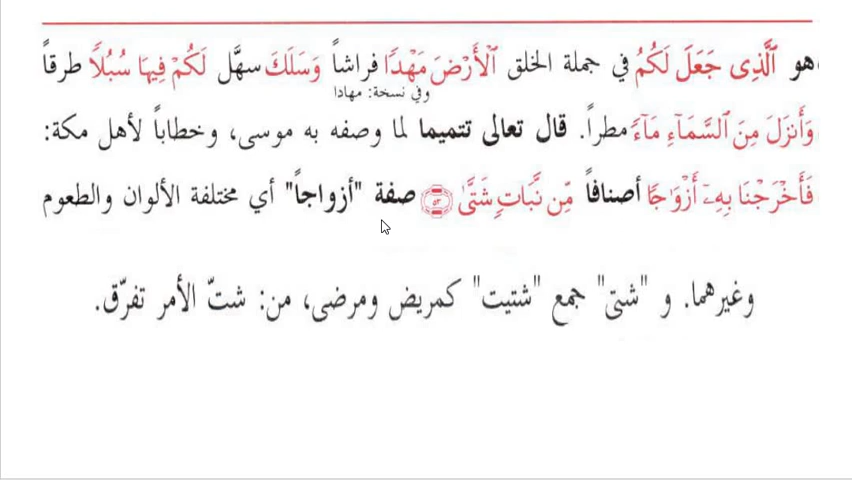 هو ٱلَّذِى جَعَلَ لَكُمُ في جملة الخلق ٱلْأَرْضَ مَهْدًا فراشاً وَسَلَكَ سهَّل لَكُمْ فِيهَا سُبُلًا طرقاً
وفي نسخة: مهادا
وَأَنزَلَ مِنَ ٱلسَّمَآءِ مَآءً مطراً. قال تعالى تتميما لما وصفه به موسى، وخطاباً لأهل مكة:
فَأَخْرَجْنَا بِهِۦٓ أَزْوَٰجًا أصنافاً مِّن نَّبَاتٍ شَتَّىٰ ٥٣ صفة "أزواجاً" أي مختلفة الألوان والطعوم
وغيرهما. و "شتى" جمع "شتيت" كمريض ومرضى، من: شتّ الأمر تفرّق.